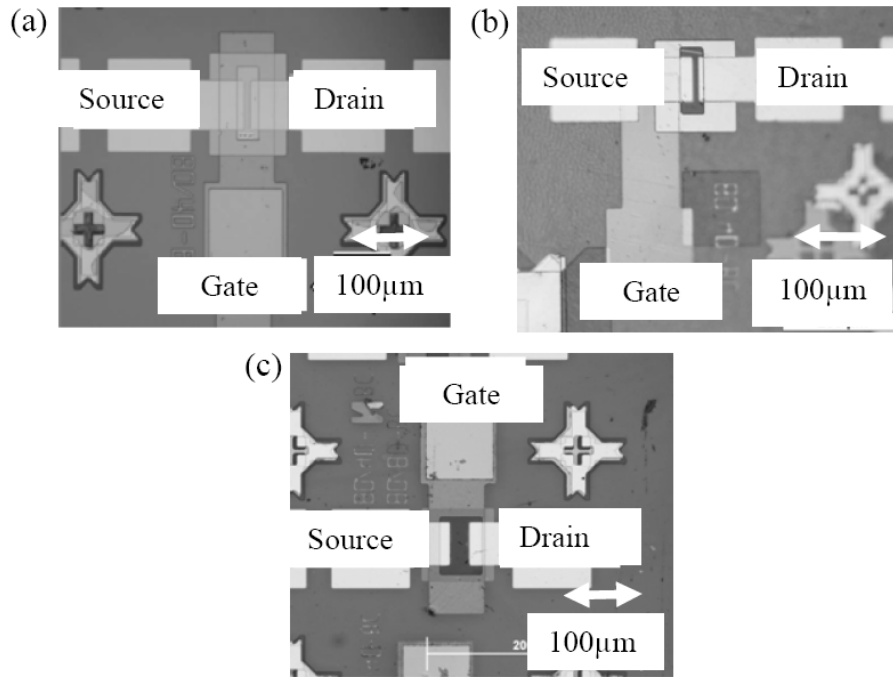 (a)
Source
Drain
Gate
100µm
(b)
Source
Drain
Gate
100µm
(c)
Gate
Source
Drain
100µm